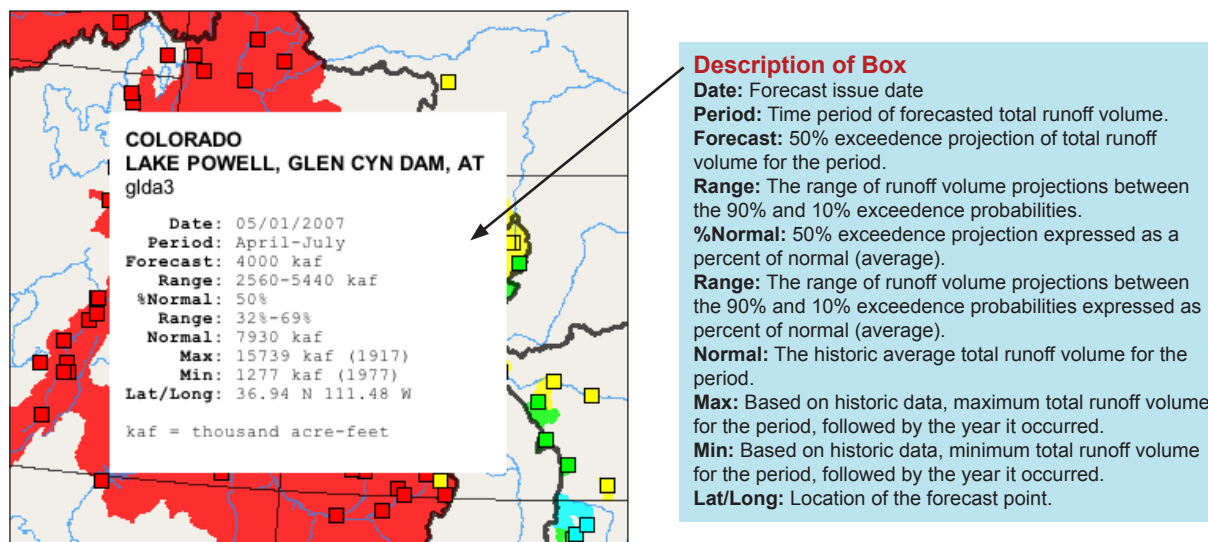 COLORADO
LAKE POWELL, GLEN CYN DAM, AT
glda3
Date: 05/01/2007
Period: April-July
Forecast: 4000 kaf
Range: 2560-5440 kaf
%Normal: 50%
Range: 32%-69%
Normal: 7930 kaf
Max: 15739 kaf (1917)
Min: 1277 kaf (1977)
Lat/Long: 36.94 N 111.48 W
kaf = thousand acre-feet
Description of Box
Date: Forecast issue date
Period: Time period of forecasted total runoff volume.
Forecast: 50% exceedence projection of total runoff
volume for the period.
Range: The range of runoff volume projections between
the 90% and 10% exceedence probabilities.
%Normal: 50% exceedence projection expressed as a
percent of normal (average).
Range: The range of runoff volume projections between
the 90% and 10% exceedence probabilities expressed as
percent of normal (average).
Normal: The historic average total runoff volume for the
period.
Max: Based on historic data, maximum total runoff volume
for the period, followed by the year it occurred.
Min: Based on historic data, minimum total runoff volume
for the period, followed by the year it occurred.
Lat/Long: Location of the forecast point.